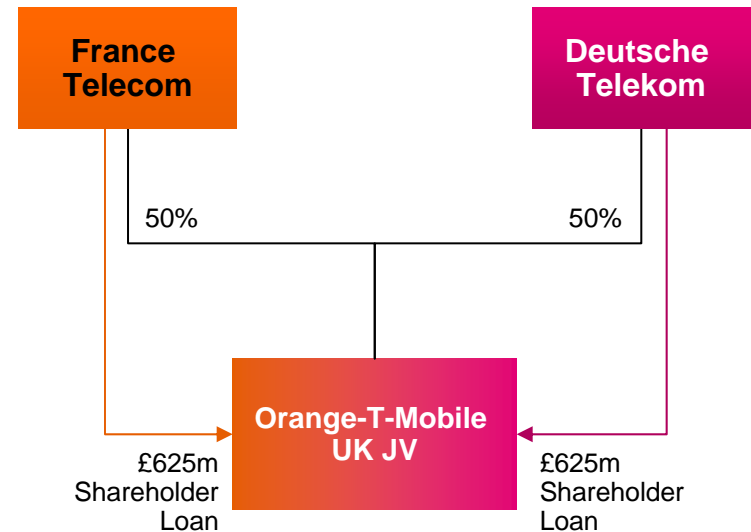 France
Telecom
Deutsche
Telekom
50%
50%
Orange-T-Mobile
UK JV
£625m
Shareholder
Loan
£625m
Shareholder
Loan